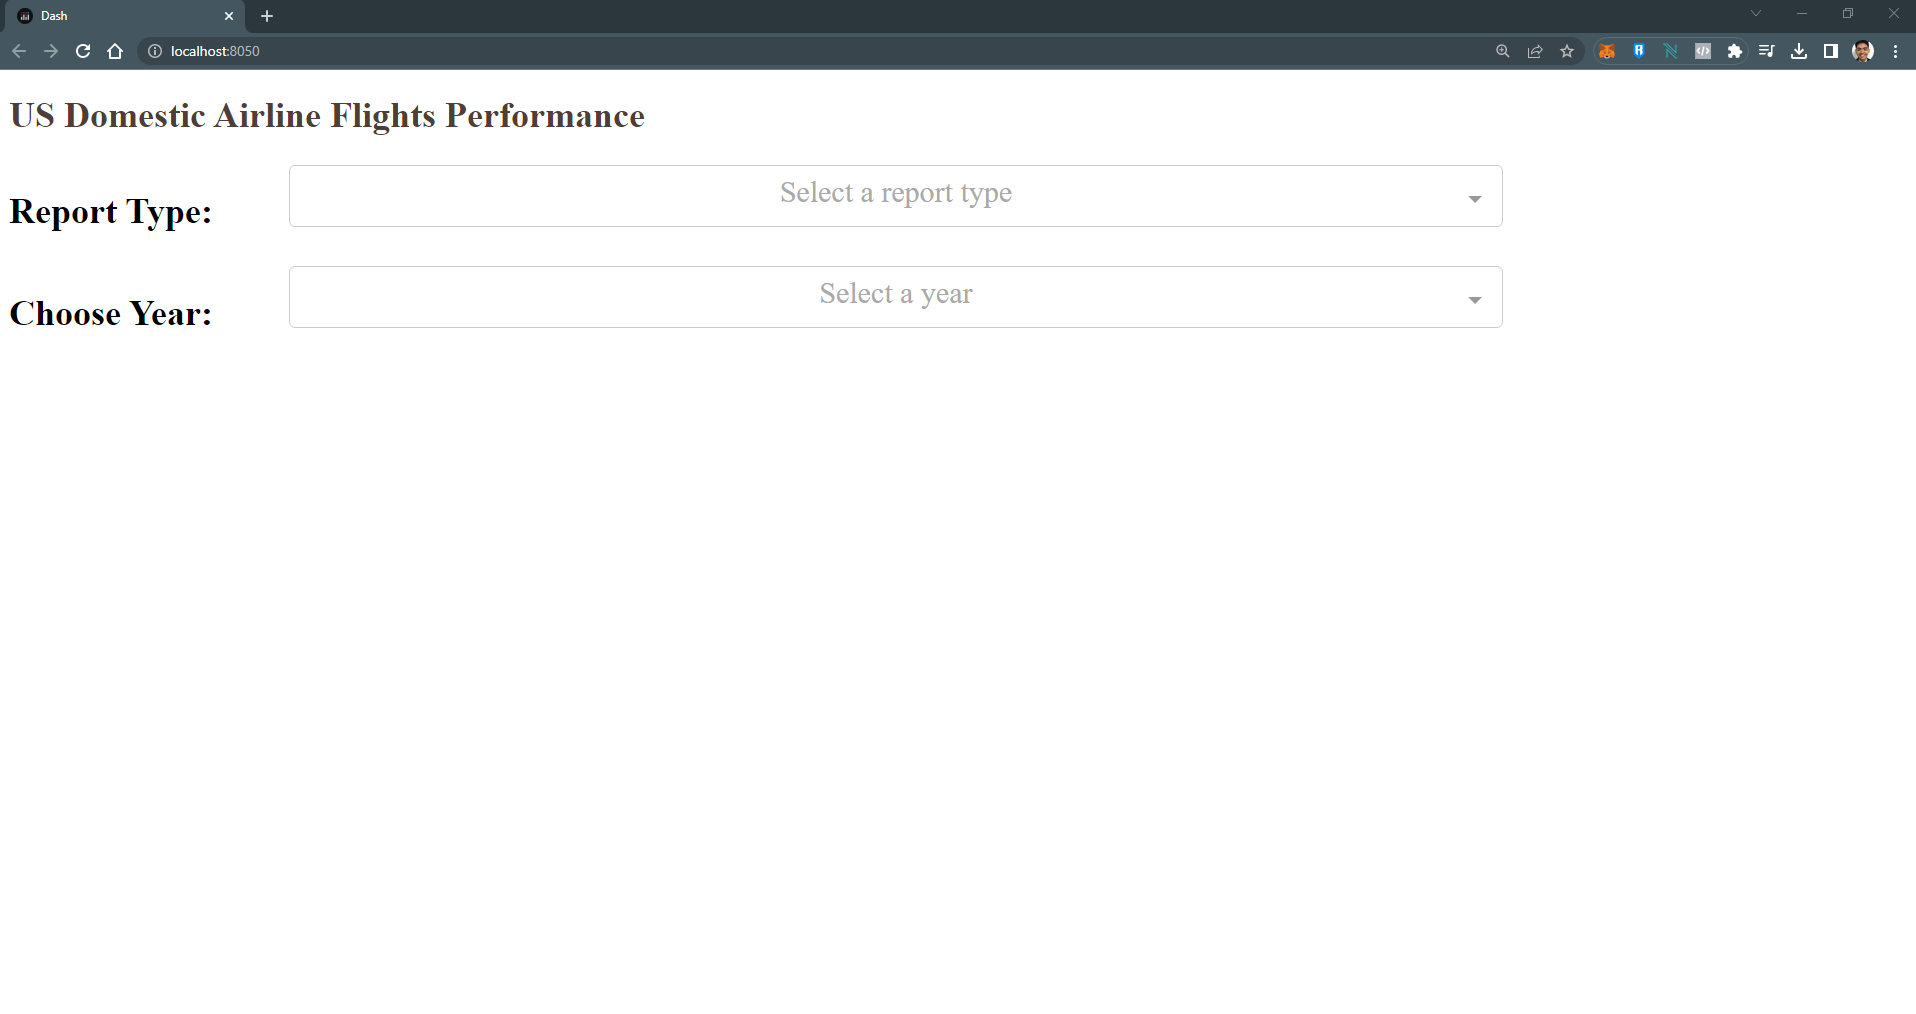 Dash
localhost:8050
US Domestic Airline Flights Performance
Report Type:
Select a report type
Choose Year:
Select a year